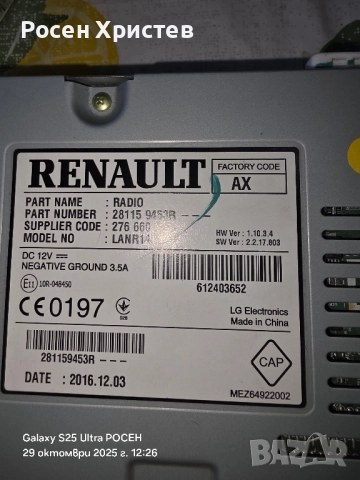 Росен Христев
RENAULT
FACTORY CODE
AX
PART NAME : RADIO
PART NUMBER : 28115 9453R - - -
SUPPLIER CODE : 276 660
MODEL NO : LANR14
HW Ver : 1.10.3.4
SW Ver : 2.2.17.803
DC 12V
NEGATIVE GROUND 3.5A
612403652
E11 10R-048450
CE0197
LG Electronics
Made in China
281159453R - - -
CAP
DATE : 2016.12.03
MEZ64922002
Galaxy S25 Ultra РОСЕН
29 октомври 2025 г. 12:26
bazar